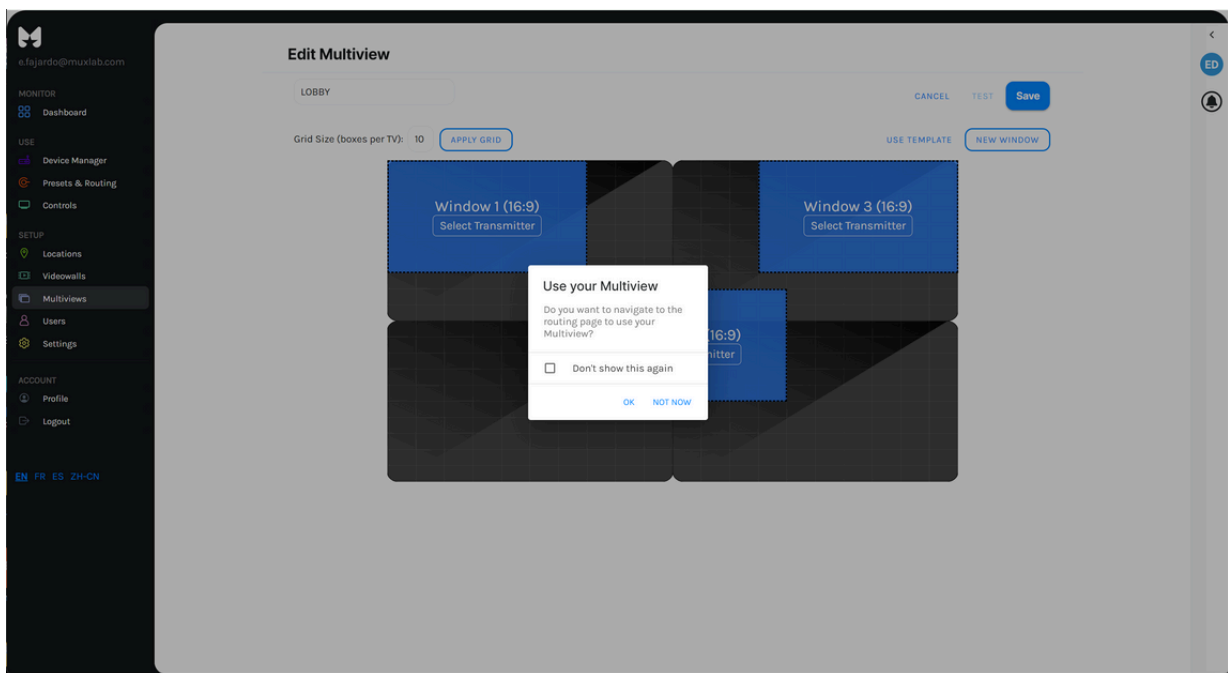 e.fajardo@muxlab.com
MONITOR
Dashboard
USE
Device Manager
Presets & Routing
Controls
SETUP
Locations
Videowalls
Multiviews
Users
Settings
ACCOUNT
Profile
Logout
EN FR ES ZH-CN
Edit Multiview
LOBBY
CANCEL TEST Save
Grid Size (boxes per TV): 10 APPLY GRID USE TEMPLATE NEW WINDOW
Window 1 (16:9)
Select Transmitter
Window 3 (16:9)
Select Transmitter
(16:9)
Use your Multiview
Do you want to navigate to the
routing page to use your
Multiview?
Don't show this again
OK NOT NOW
ED